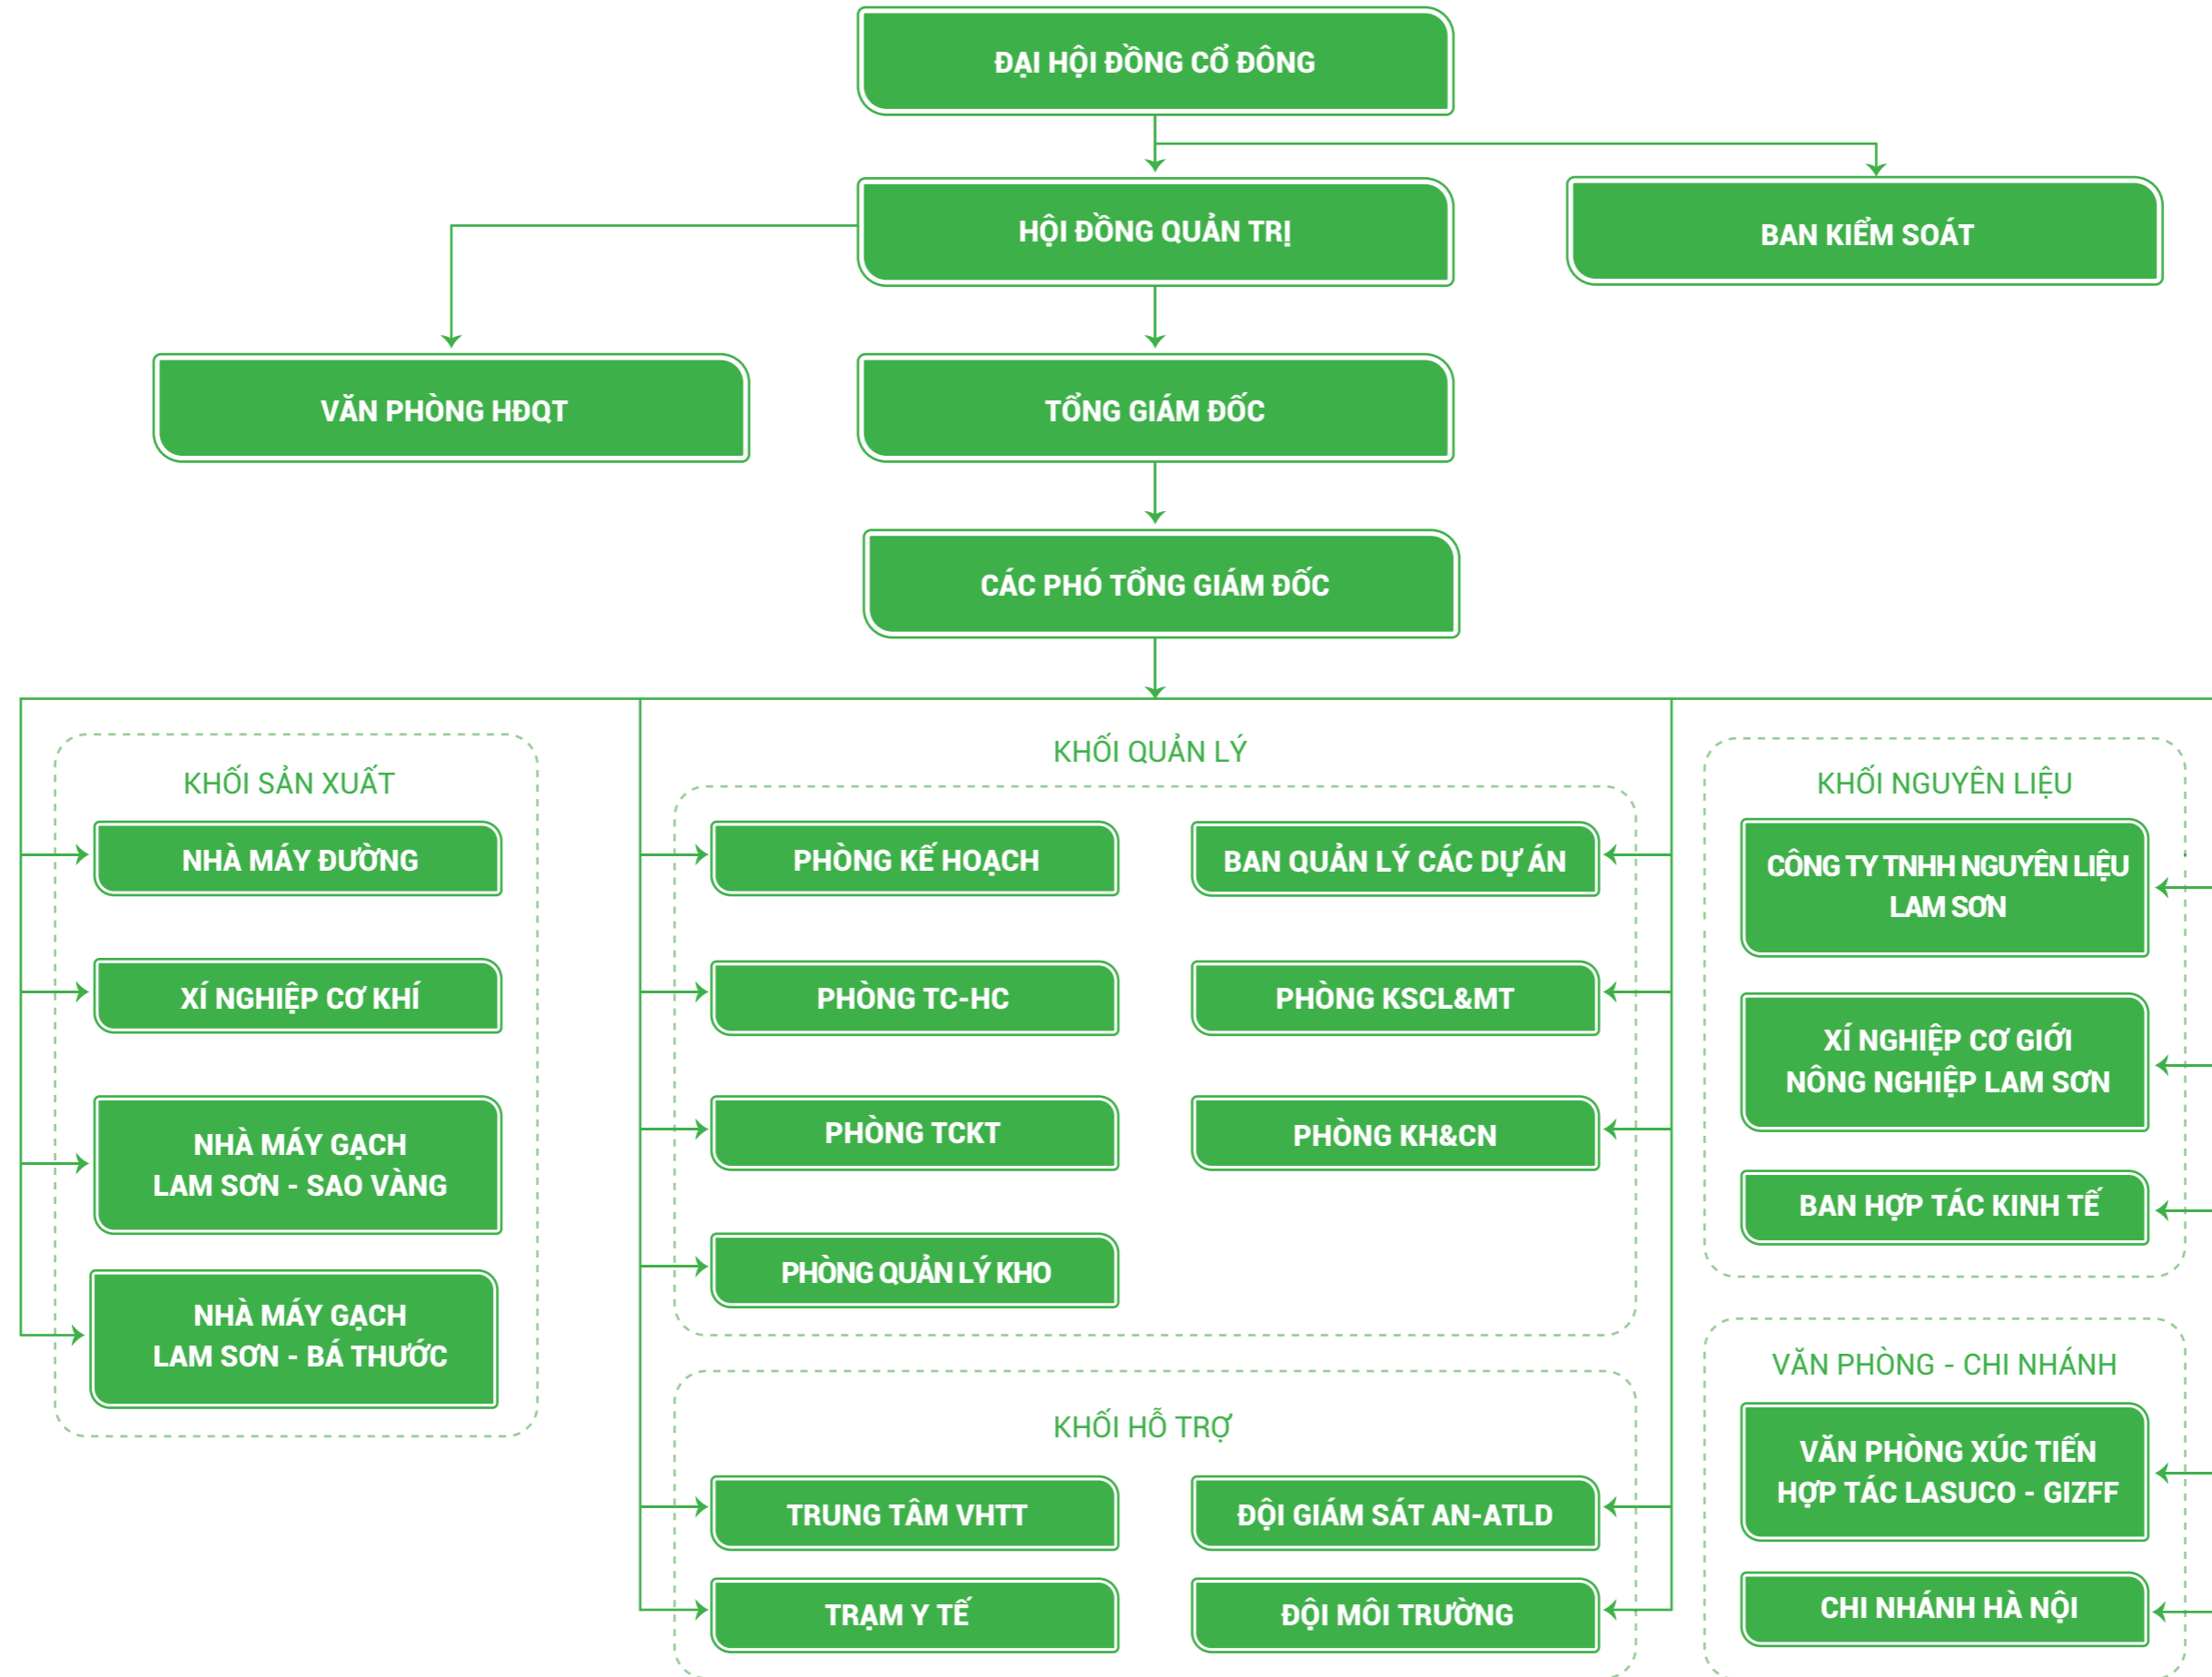 ĐẠI HỘI ĐỒNG CỔ ĐÔNG
HỘI ĐỒNG QUẢN TRỊ
BAN KIỂM SOÁT
VĂN PHÒNG HĐQT
TỔNG GIÁM ĐỐC
CÁC PHÓ TỔNG GIÁM ĐỐC
KHỐI SẢN XUẤT
NHÀ MÁY ĐƯỜNG
XÍ NGHIỆP CƠ KHÍ
NHÀ MÁY GẠCH
LAM SƠN - SAO VÀNG
NHÀ MÁY GẠCH
LAM SƠN - BÁ THƯỚC
KHỐI QUẢN LÝ
PHÒNG KẾ HOẠCH
BAN QUẢN LÝ CÁC DỰ ÁN
PHÒNG TC-HC
PHÒNG KSCL&MT
PHÒNG TCKT
PHÒNG KH&CN
PHÒNG QUẢN LÝ KHO
KHỐI HỖ TRỢ
TRUNG TÂM VHTT
ĐỘI GIÁM SÁT AN-ATLD
TRẠM Y TẾ
ĐỘI MÔI TRƯỜNG
KHỐI NGUYÊN LIỆU
CÔNG TY TNHH NGUYÊN LIỆU
LAM SƠN
XÍ NGHIỆP CƠ GIỚI
NÔNG NGHIỆP LAM SƠN
BAN HỢP TÁC KINH TẾ
VĂN PHÒNG - CHI NHÁNH
VĂN PHÒNG XÚC TIẾN
HỢP TÁC LASUCO - GIZFF
CHI NHÁNH HÀ NỘI